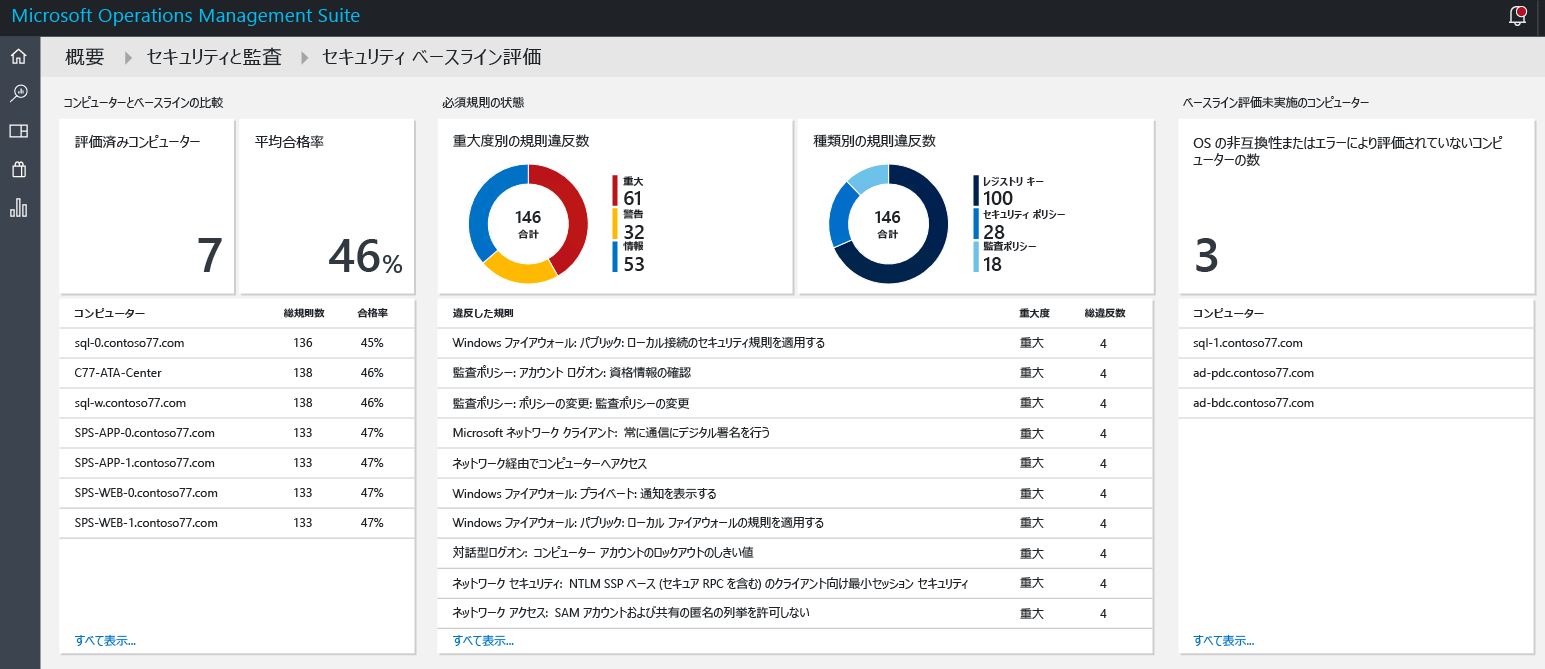 Microsoft Operations Management Suite
概要 セキュリティと監査 セキュリティ ベースライン評価
コンピューターとベースラインの比較
評価済みコンピューター
7
平均合格率
46%
コンピューター 総規則数 合格率
sql-0.contoso77.com 136 45%
C77-ATA-Center 138 46%
sql-w.contoso77.com 138 46%
SPS-APP-0.contoso77.com 133 47%
SPS-APP-1.contoso77.com 133 47%
SPS-WEB-0.contoso77.com 133 47%
SPS-WEB-1.contoso77.com 133 47%
すべて表示...
必須規則の状態
重大度別の規則違反数
146
合計
重大
61
警告
32
情報
53
種類別の規則違反数
146
合計
レジストリ キー
100
セキュリティ ポリシー
28
監査ポリシー
18
違反した規則 重大度 総違反数
Windows ファイアウォール: パブリック: ローカル接続のセキュリティ規則を適用する 重大 4
監査ポリシー: アカウント ログオン: 資格情報の確認 重大 4
監査ポリシー: ポリシーの変更: 監査ポリシーの変更 重大 4
Microsoft ネットワーク クライアント: 常に通信にデジタル署名を行う 重大 4
ネットワーク経由でコンピューターへアクセス 重大 4
Windows ファイアウォール: プライベート: 通知を表示する 重大 4
Windows ファイアウォール: パブリック: ローカル ファイアウォールの規則を適用する 重大 4
対話型ログオン: コンピューター アカウントのロックアウトのしきい値 重大 4
ネットワーク セキュリティ: NTLM SSP ベース (セキュア RPC を含む) のクライアント向け最小セッション セキュリティ 重大 4
ネットワーク アクセス: SAM アカウントおよび共有の匿名の列挙を許可しない 重大 4
すべて表示...
ベースライン評価未実施のコンピューター
OS の非互換性またはエラーにより評価されていないコンピ
ューターの数
3
コンピューター
sql-1.contoso77.com
ad-pdc.contoso77.com
ad-bdc.contoso77.com
すべて表示...